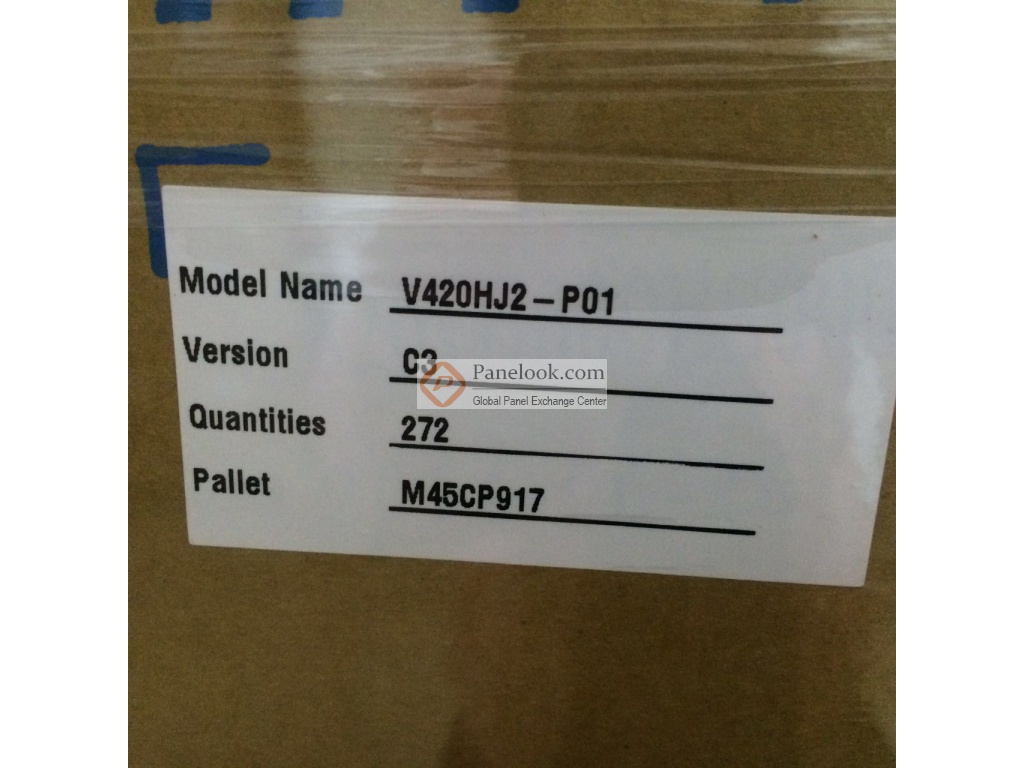 Model Name V420HJ2-P01
Version C3
Panelook.com
Global Panel Exchange Center
Quantities 272
Pallet M45CP917